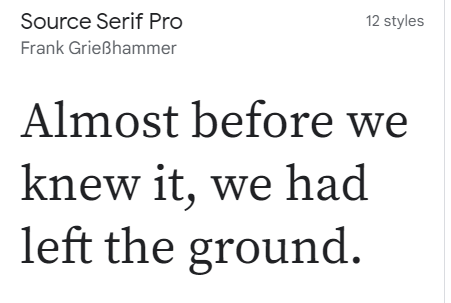 Source Serif Pro 12 styles
Frank Grießhammer
Almost before we
knew it, we had
left the ground.